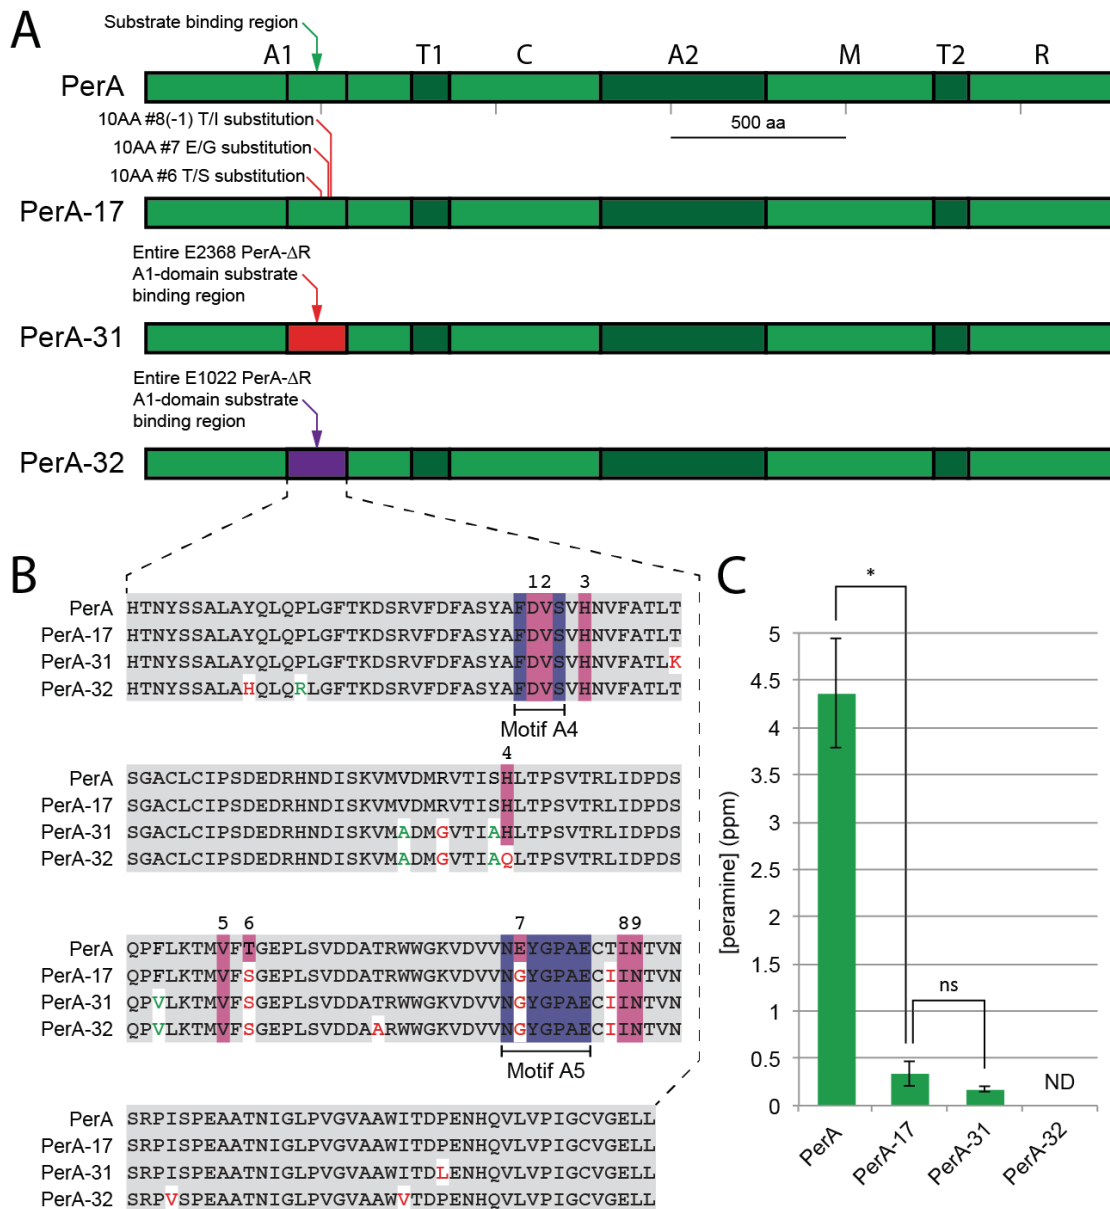 A
Substrate binding region
A1 T1 C A2 M T2 R
PerA
10AA #8(-1) T/I substitution
500 aa
10AA #7 E/G substitution
10AA #6 T/S substitution
PerA-17
Entire E2368 PerA-ΔR
A1-domain substrate
binding region
PerA-31
Entire E1022 PerA-ΔR
A1-domain substrate
binding region
PerA-32
B
12 3
PerA HTNYSSALAYQLQPLGFTKDSRVFDFASYAFDVSVHNVFATLT
PerA-17 HTNYSSALAYQLQPLGFTKDSRVFDFASYAFDVSVHNVFATLT
PerA-31 HTNYSSALAYQLQPLGFTKDSRVFDFASYAFDVSVHNVFATLK
PerA-32 HTNYSSALAHQLQRLGFTKDSRVFDFASYAFDVSVHNVFATLT
Motif A4
4
PerA SGACLCIPSDEDRHNDISKVMVDMRVTISHLTPSVTRLIDPDS
PerA-17 SGACLCIPSDEDRHNDISKVMVDMRVTISHLTPSVTRLIDPDS
PerA-31 SGACLCIPSDEDRHNDISKVMADMGVTIAHLTPSVTRLIDPDS
PerA-32 SGACLCIPSDEDRHNDISKVMADMGVTIAQLTPSVTRLIDPDS
5 6 7 89
PerA QPFLKTMVFTGEPLSVDDATRWWGKVDVVNEYGPAECTINTVN
PerA-17 QPFLKTMVFSGEPLSVDDATRWWGKVDVVNGYGPAECIINTVN
PerA-31 QPVLKTMVFSGEPLSVDDATRWWGKVDVVNGYGPAECIINTVN
PerA-32 QPVLKTMVFSGEPLSVDDAARWWGKVDVVNGYGPAECIINTVN
Motif A5
PerA SRPISPEAATNIGLPVGVAAWITDPENHQVLVPIGCVGELL
PerA-17 SRPISPEAATNIGLPVGVAAWITDPENHQVLVPIGCVGELL
PerA-31 SRPISPEAATNIGLPVGVAAWITDLENHQVLVPIGCVGELL
PerA-32 SRPVSPEAATNIGLPVGVAAWVTDPENHQVLVPIGCVGELL
C
*
[peramine] (ppm)
5
4.5
4
3.5
3
2.5
2
1.5
1
0.5
0
ns
ND
PerA
PerA-17
PerA-31
PerA-32